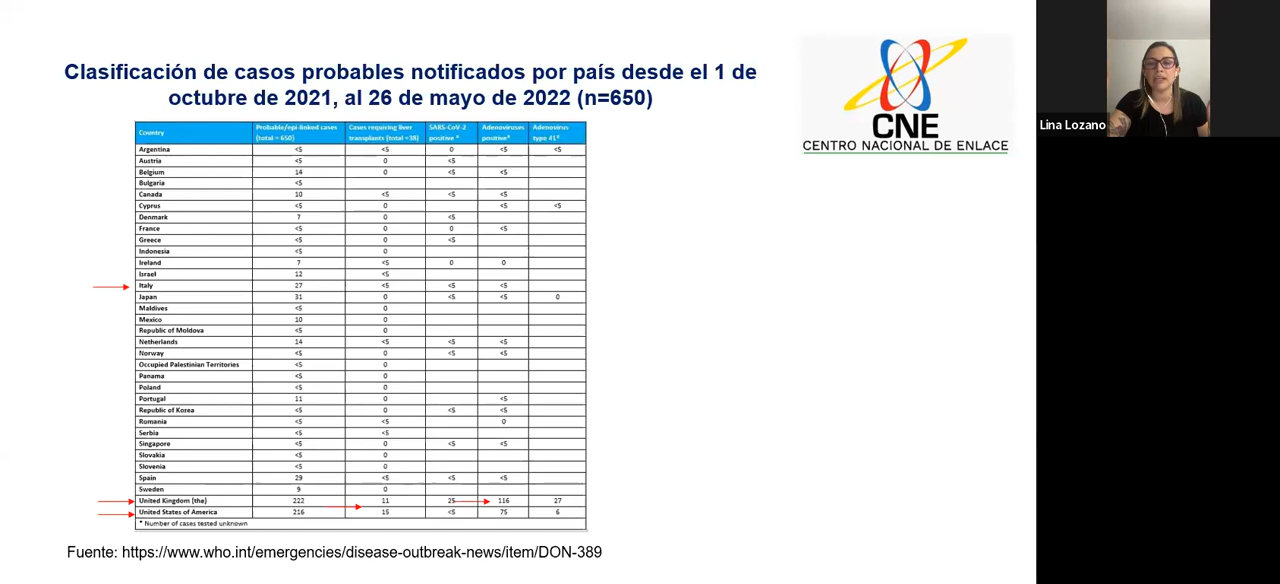 Clasificación de casos probables notificados por país desde el 1 de
octubre de 2021, al 26 de mayo de 2022 (n=650)
CNE
CENTRO NACIONAL DE ENLACE
Lina Lozano
Country Probable/epi-linked cases (total = 650) Cases requiring liver transplants (total =38) SARS-CoV-2 positive * Adenoviruses positive* Adenovirus type 41*
Argentina <5 <5 0 <5 <5
Austria <5 0 <5
Belgium 14 0 <5 <5
Bulgaria <5
Canada 10 <5 <5 <5
Cyprus <5 0 <5 <5
Denmark 7 0 <5
France <5 0 0 <5
Greece <5 0 <5
Indonesia <5 0
Ireland 7 <5 0 0
Israel 12 <5
Italy 27 <5 <5 <5
Japan 31 0 <5 <5 0
Maldives <5 0
Mexico 10 0
Republic of Moldova <5 0
Netherlands 14 <5 <5 <5
Norway <5 0 <5 <5
Occupied Palestinian Territories <5 0
Panama <5 0
Poland <5 0
Portugal 11 0 <5
Republic of Korea <5 0 <5 <5
Romania <5 <5 0
Serbia <5 <5
Singapore <5 0 <5 <5
Slovakia <5 0
Slovenia <5 0
Spain 29 <5 <5 <5
Sweden 9 0
United Kingdom (the) 222 11 25 116 27
United States of America 216 15 <5 75 6
* Number of cases tested unknown
Fuente: https://www.who.int/emergencies/disease-outbreak-news/item/DON-389